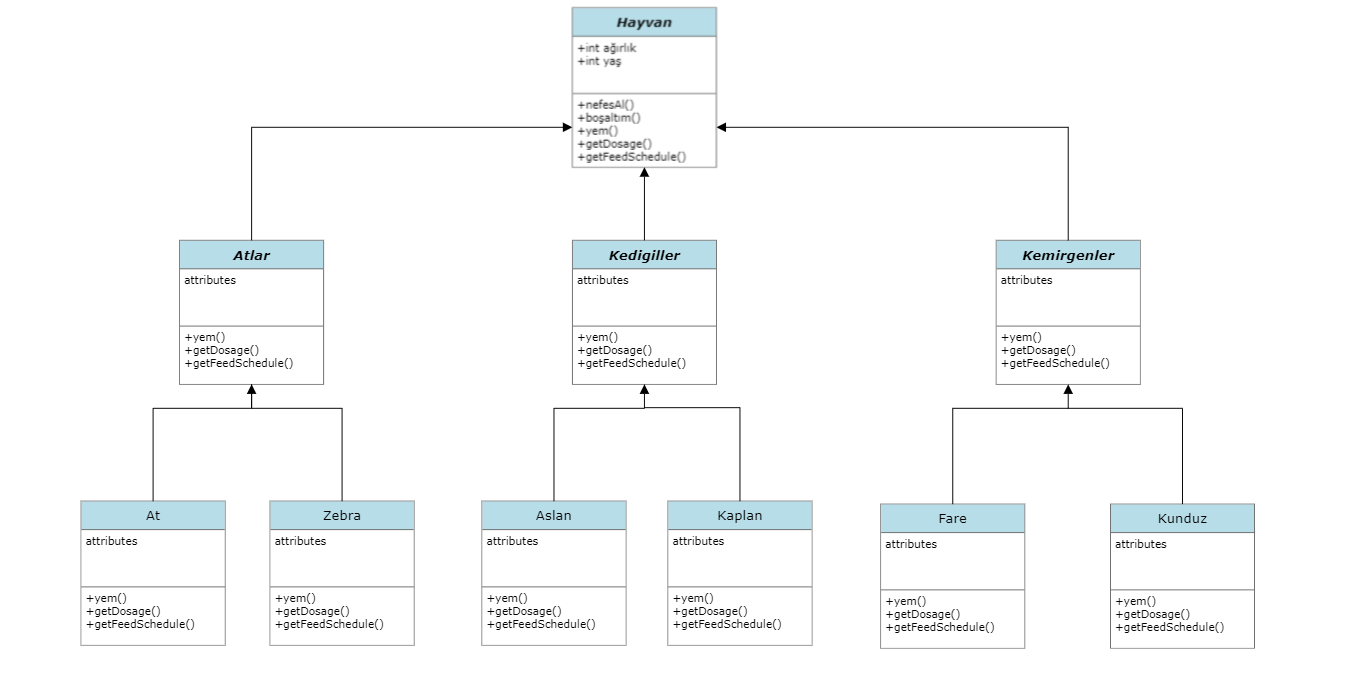 Hayvan
+int ağırlık
+int yaş
+nefesAl()
+boşaltım()
+yem()
+getDosage()
+getFeedSchedule()
Atlar
attributes
+yem()
+getDosage()
+getFeedSchedule()
Kedigiller
attributes
+yem()
+getDosage()
+getFeedSchedule()
Kemirgenler
attributes
+yem()
+getDosage()
+getFeedSchedule()
At
attributes
+yem()
+getDosage()
+getFeedSchedule()
Zebra
attributes
+yem()
+getDosage()
+getFeedSchedule()
Aslan
attributes
+yem()
+getDosage()
+getFeedSchedule()
Kaplan
attributes
+yem()
+getDosage()
+getFeedSchedule()
Fare
attributes
+yem()
+getDosage()
+getFeedSchedule()
Kunduz
attributes
+yem()
+getDosage()
+getFeedSchedule()